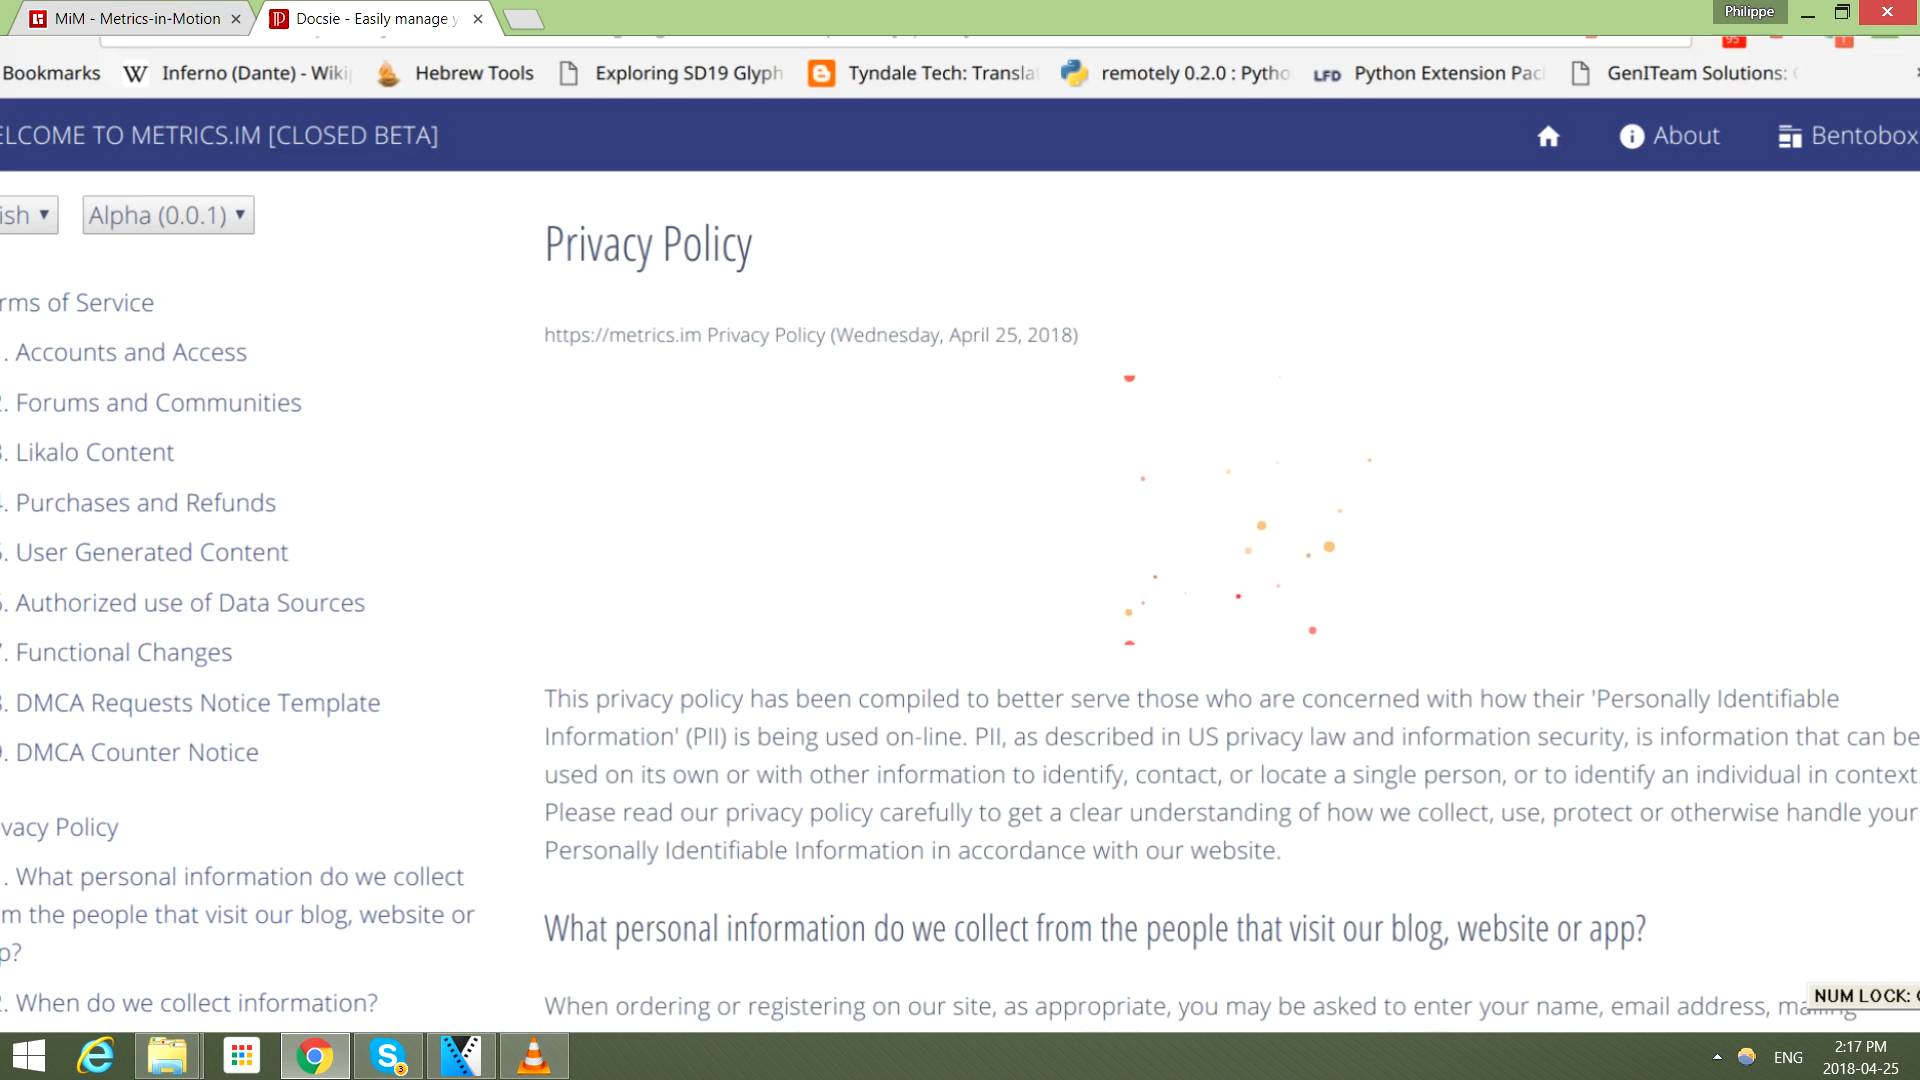 MiM - Metrics-in-Motion
Docsie - Easily manage y
Philippe
95
Bookmarks
W Inferno (Dante) - Wiki
Hebrew Tools
Exploring SD19 Glyph
Tyndale Tech: Transla
remotely 0.2.0 : Pytho
LFD Python Extension Pac
GenITeam Solutions:
ELCOME TO METRICS.IM [CLOSED BETA]
About
Bentobox
ish
Alpha (0.0.1)
rms of Service
. Accounts and Access
. Forums and Communities
. Likalo Content
. Purchases and Refunds
. User Generated Content
. Authorized use of Data Sources
. Functional Changes
. DMCA Requests Notice Template
. DMCA Counter Notice
vacy Policy
. What personal information do we collect
m the people that visit our blog, website or
p?
. When do we collect information?
Privacy Policy
https://metrics.im Privacy Policy (Wednesday, April 25, 2018)
This privacy policy has been compiled to better serve those who are concerned with how their 'Personally Identifiable
Information' (PII) is being used on-line. PII, as described in US privacy law and information security, is information that can be
used on its own or with other information to identify, contact, or locate a single person, or to identify an individual in context
Please read our privacy policy carefully to get a clear understanding of how we collect, use, protect or otherwise handle your
Personally Identifiable Information in accordance with our website.
What personal information do we collect from the people that visit our blog, website or app?
When ordering or registering on our site, as appropriate, you may be asked to enter your name, email address, mailing
NUM LOCK:
3
ENG
2:17 PM
2018-04-25